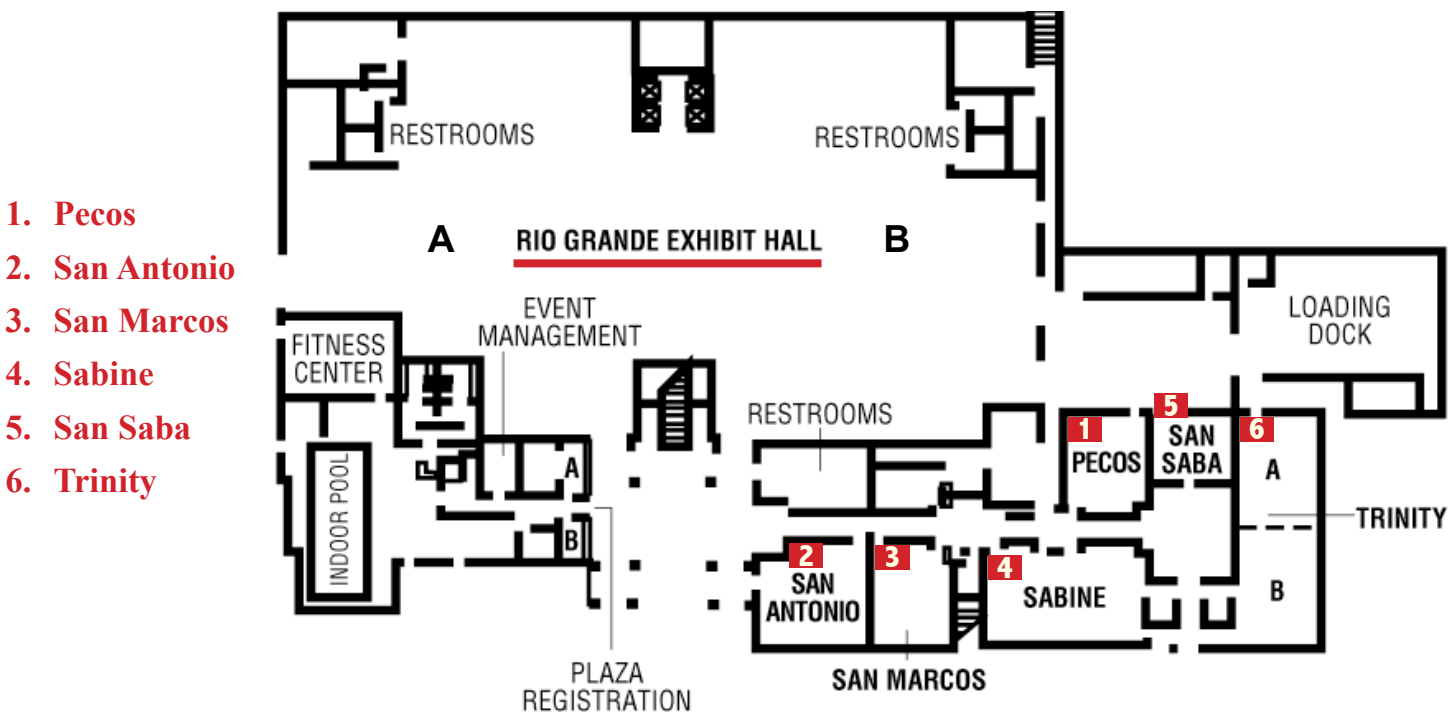 1. Pecos
2. San Antonio
3. San Marcos
4. Sabine
5. San Saba
6. Trinity
RESTROOMS
RESTROOMS
A
RIO GRANDE EXHIBIT HALL
B
EVENT
MANAGEMENT
LOADING
DOCK
FITNESS
CENTER
RESTROOMS
1
PECOS
5
SAN
SABA
6
A
TRINITY
B
INDOOR POOL
A
B
2
SAN
ANTONIO
3
4
SABINE
PLAZA
REGISTRATION
SAN MARCOS